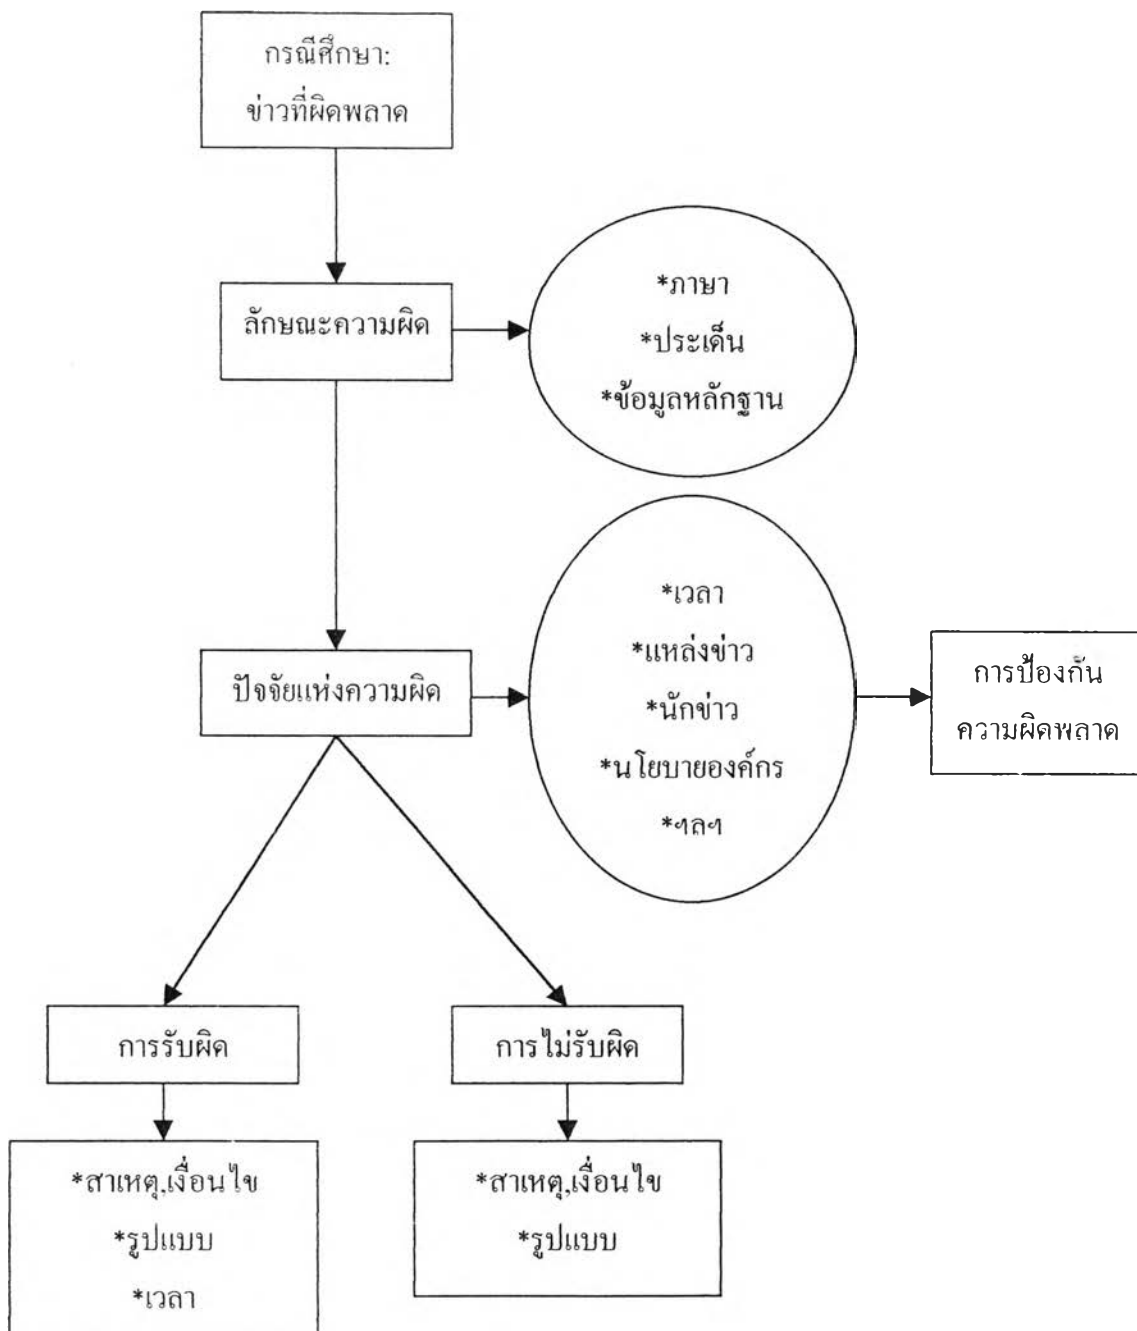 กรณีศึกษา:
ข่าวที่ผิดพลาด
ลักษณะความผิด
*ภาษา
*ประเด็น
*ข้อมูลหลักฐาน
ปัจจัยแห่งความผิด
*เวลา
*แหล่งข่าว
*นักข่าว
*นโยบายองค์กร
*ฯลฯ
การป้องกัน
ความผิดพลาด
การรับผิด
การไม่รับผิด
*สาเหตุ,เงื่อนไข
*รูปแบบ
*เวลา
*สาเหตุ,เงื่อนไข
*รูปแบบ